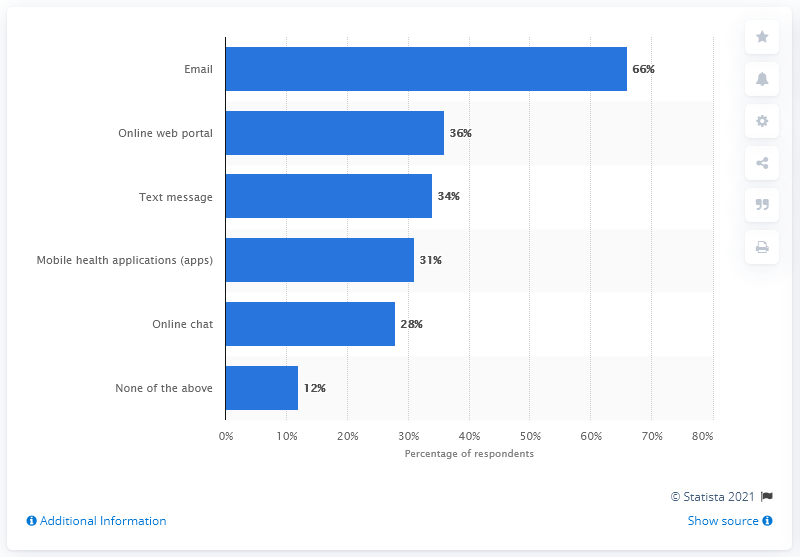 Email
66%
Online web portal
36%
Text message
34%
Mobile health applications (apps)
31%
Online chat
28%
None of the above
12%
0% 10% 20% 30% 40% 50% 60% 70% 80%
Percentage of respondents
© Statista 2021
Additional Information
Show source